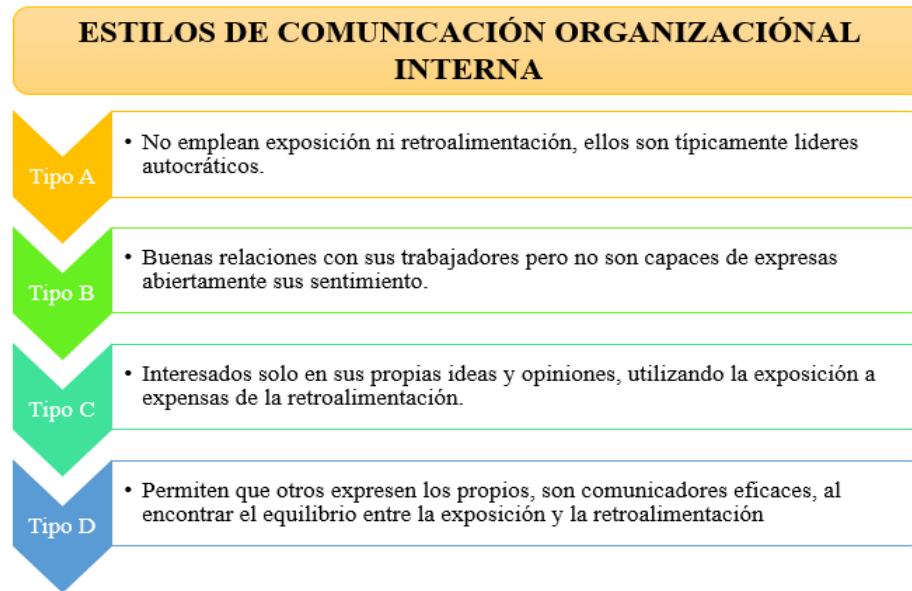 ESTILOS DE COMUNICACIÓN ORGANIZACIÓNAL
INTERNA
Tipo A
• No emplean exposición ni retroalimentación, ellos son típicamente lideres
autocráticos.
Tipo B
• Buenas relaciones con sus trabajadores pero no son capaces de expresas
abiertamente sus sentimiento.
Tipo C
• Interesados solo en sus propias ideas y opiniones, utilizando la exposición a
expensas de la retroalimentación.
Tipo D
• Permiten que otros expresen los propios, son comunicadores eficaces, al
encontrar el equilibrio entre la exposición y la retroalimentación